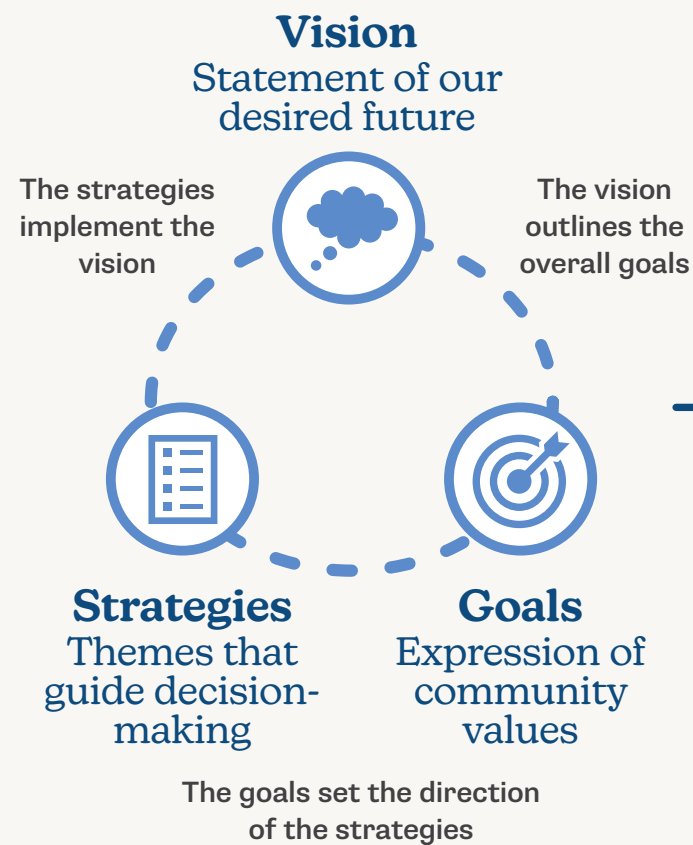 Vision
Statement of our
desired future
The strategies
implement the
vision
The vision
outlines the
overall goals
Strategies
Themes that
guide decision-
making
Goals
Expression of
community
values
The goals set the direction
of the strategies